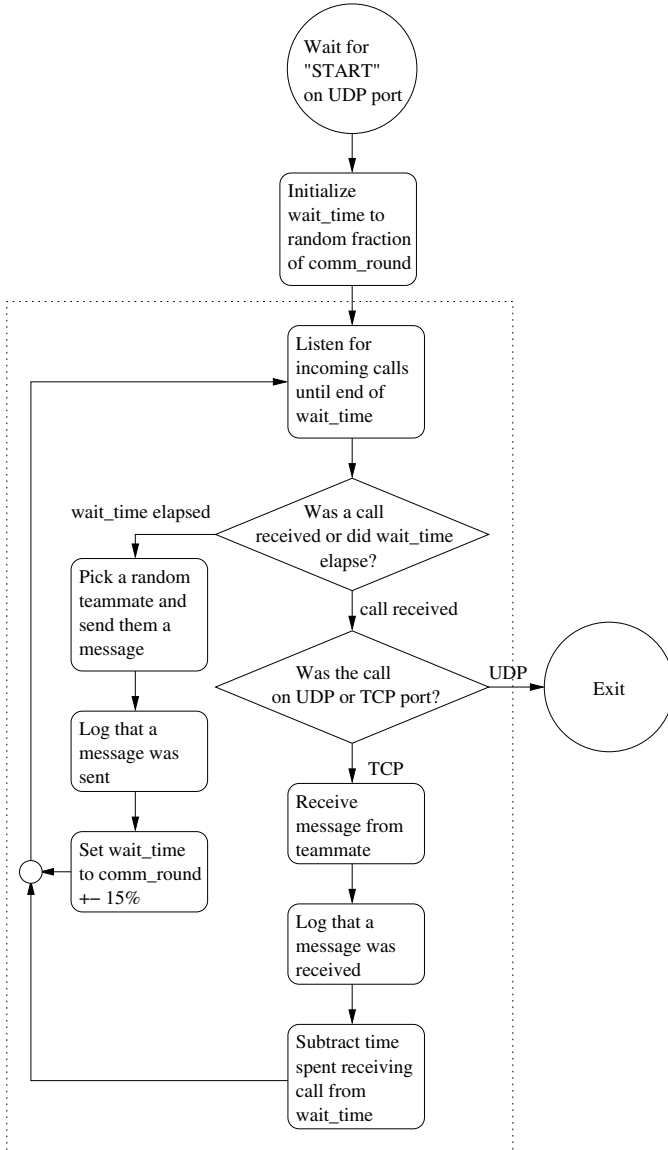 Wait for
"START"
on UDP port
Initialize
wait_time to
random fraction
of comm_round
Listen for
incoming calls
until end of
wait_time
Was a call
received or did wait_time
elapse?
wait_time elapsed
call received
Pick a random
teammate and
send them a
message
Log that a
message was
sent
Set wait_time
to comm_round
+− 15%
Was the call
on UDP or TCP port?
UDP
Exit
TCP
Receive
message from
teammate
Log that a
message was
received
Subtract time
spent receiving
call from
wait_time